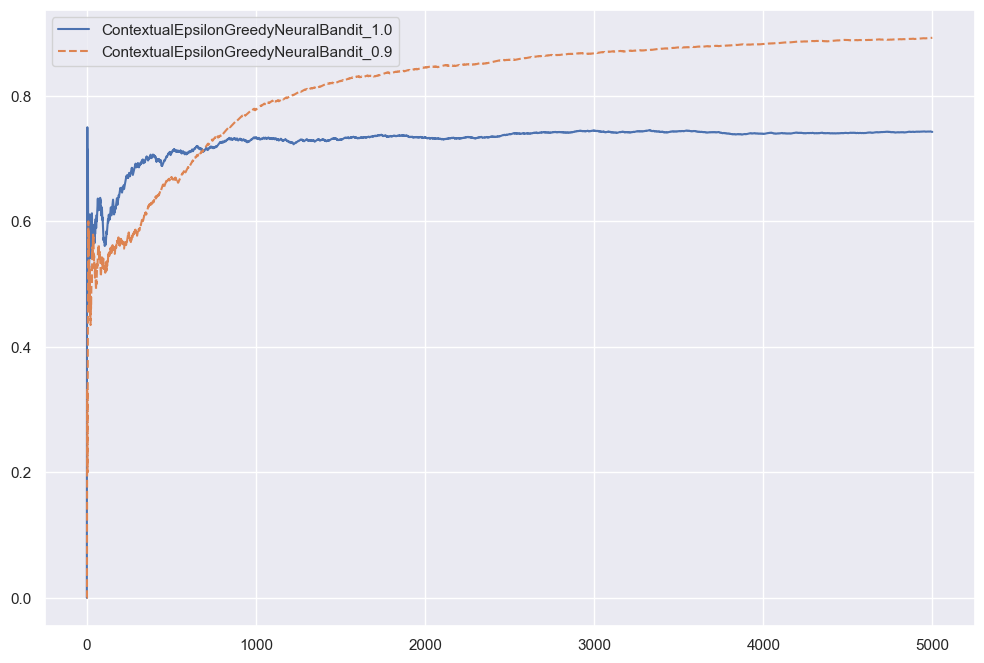 ContextualEpsilonGreedyNeuralBandit_1.0
ContextualEpsilonGreedyNeuralBandit_0.9
0.8
0.6
0.4
0.2
0.0
0 1000 2000 3000 4000 5000